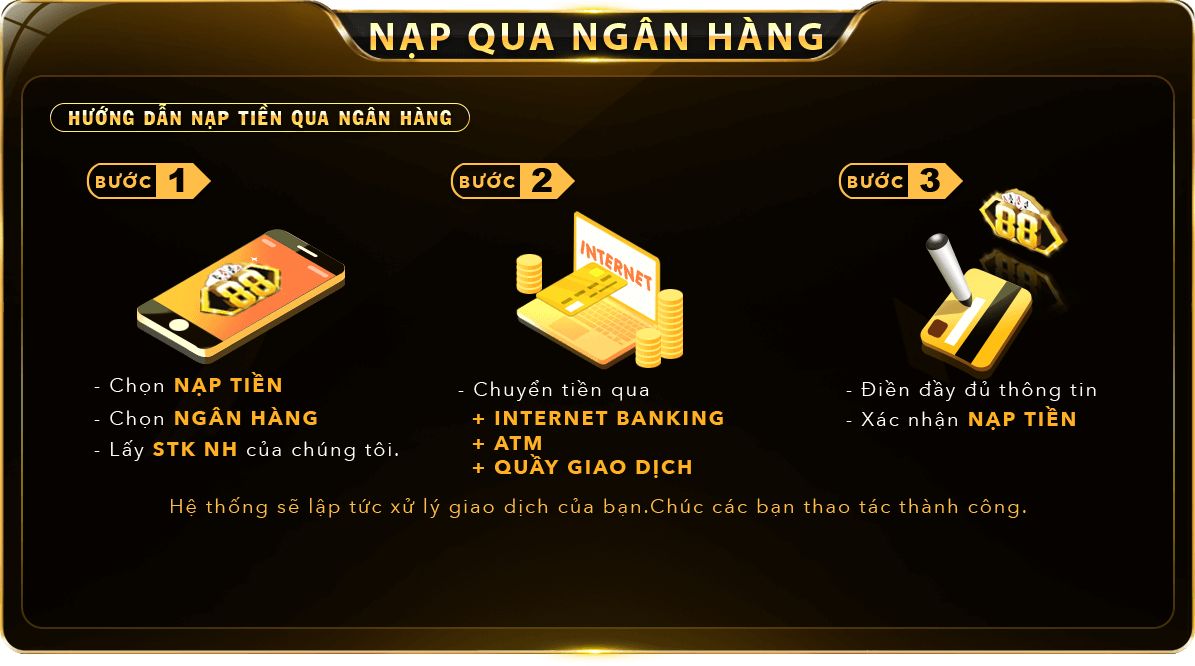 NẠP QUA NGÂN HÀNG
HƯỚNG DẪN NẠP TIỀN QUA NGÂN HÀNG
BƯỚC 1
88
- Chọn NẠP TIỀN
- Chọn NGÂN HÀNG
- Lấy STK NH của chúng tôi.
BƯỚC 2
INTERNET
- Chuyển tiền qua
+ INTERNET BANKING
+ ATM
+ QUẦY GIAO DỊCH
BƯỚC 3
88
- Điền đầy đủ thông tin
- Xác nhận NẠP TIỀN
Hệ thống sẽ lập tức xử lý giao dịch của bạn.Chúc các bạn thao tác thành công.